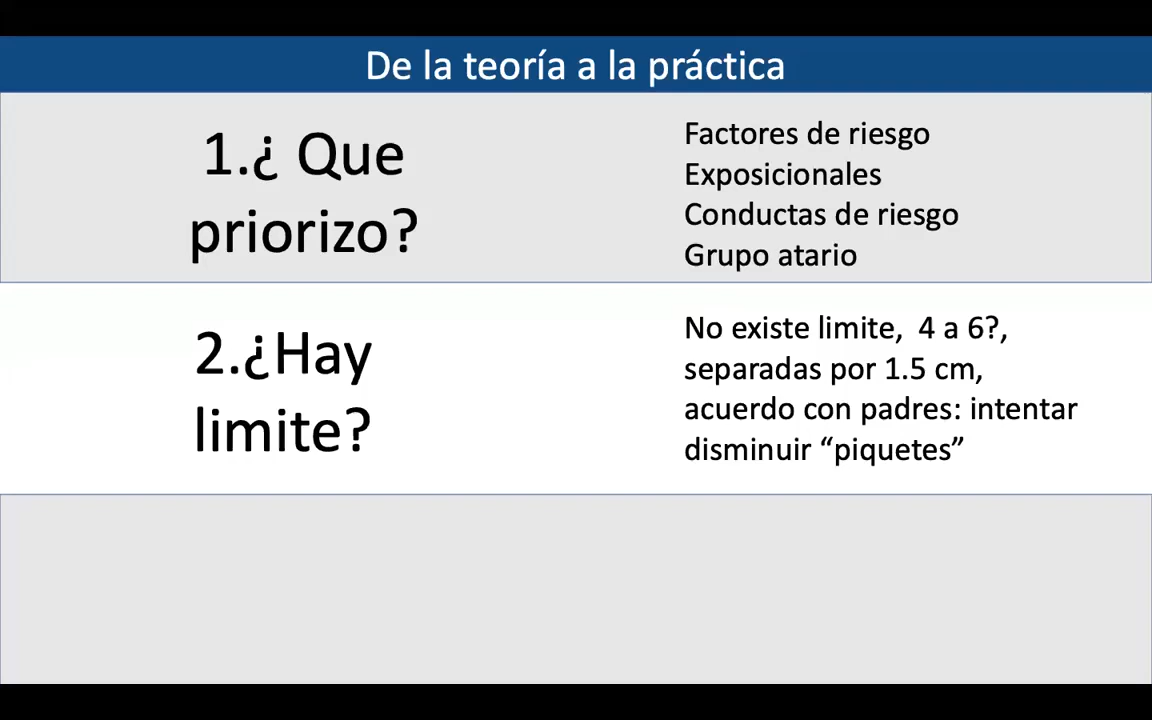 De la teoría a la práctica
1.¿ Que
priorizo?
Factores de riesgo
Exposicionales
Conductas de riesgo
Grupo atario
2.¿Hay
limite?
No existe limite, 4 a 6?,
separadas por 1.5 cm,
acuerdo con padres: intentar
disminuir “piquetes”